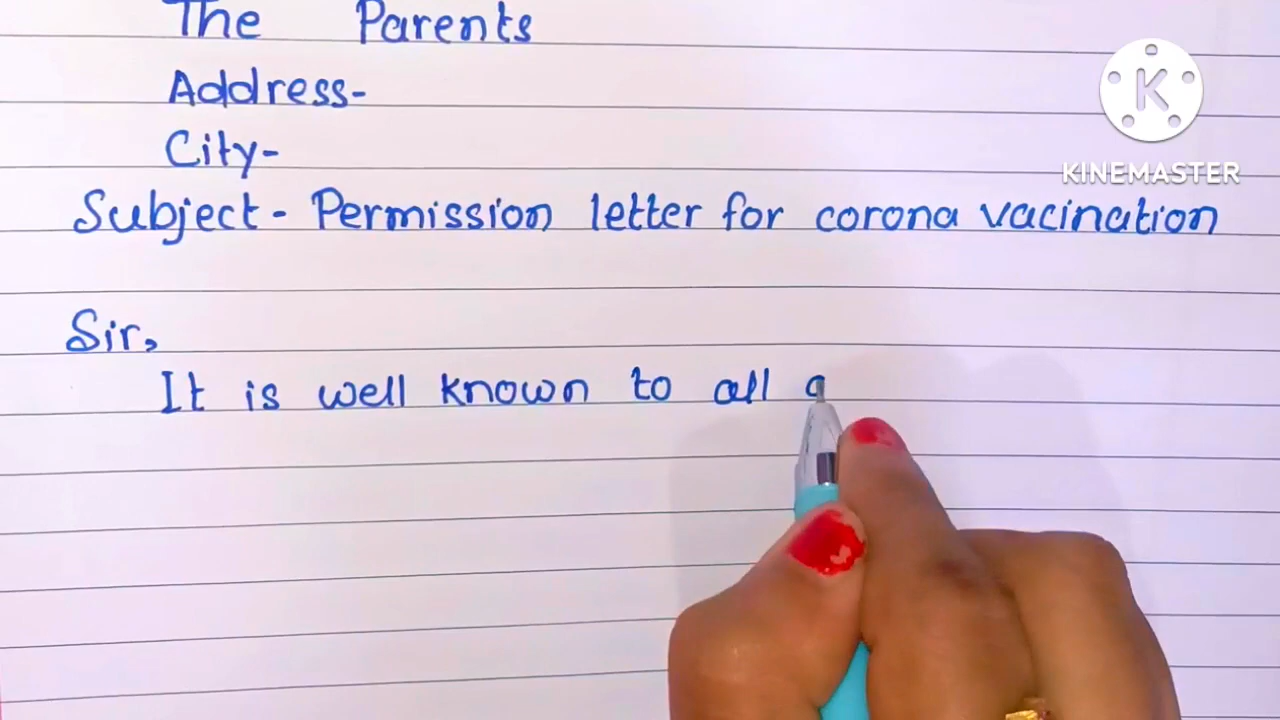 The Parents
Address-
City-
Subject- Permission letter for corona vacination
Sir,
It is well known to all
K
KINEMASTER